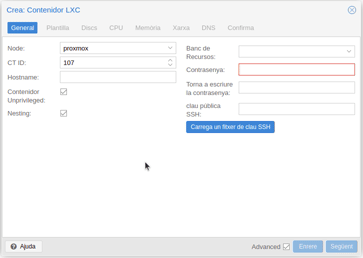 Crea: Contenidor LXC
General Plantilla Discs CPU Memòria Xarxa DNS Confirma
Node: proxmox
CT ID: 107
Hostname:
Contenidor
Unprivileged:
Nesting:
Banc de
Recursos:
Contrasenya:
Torna a escriure
la contrasenya:
clau pública
SSH:
Carrega un fitxer de clau SSH
Ajuda Advanced Enrere Següent